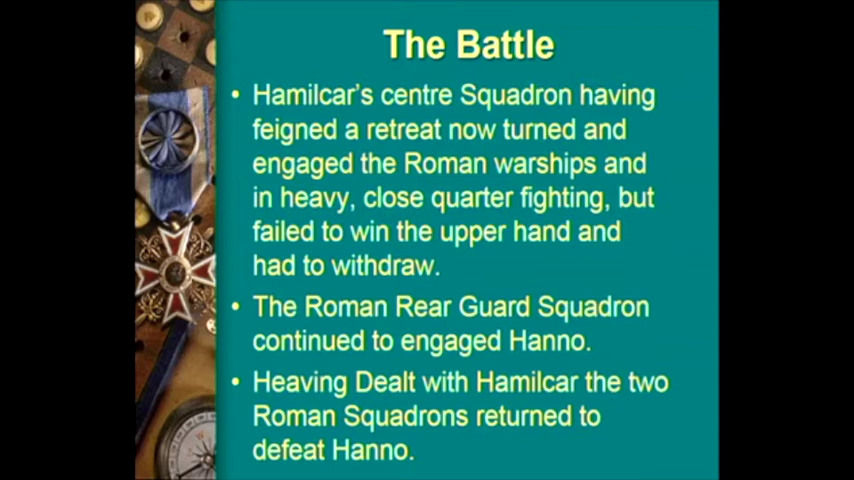 The Battle
• Hamilcar's centre Squadron having
feigned a retreat now turned and
engaged the Roman warships and
in heavy, close quarter fighting, but
failed to win the upper hand and
had to withdraw.
• The Roman Rear Guard Squadron
continued to engaged Hanno.
• Heaving Dealt with Hamilcar the two
Roman Squadrons returned to
defeat Hanno.